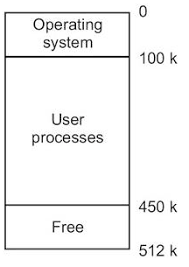 0
Operating
system
100 k
User
processes
450 k
Free
512 k